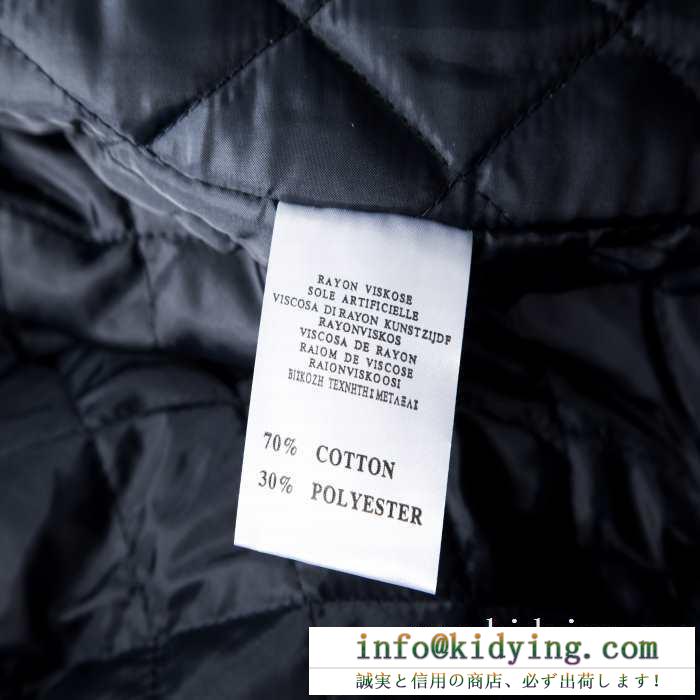 RAYON VISKOSE
SOLE ARTIFICIELLE
VISCOSA DI RAYON KUNSTZIJDF
RAYONVISKOS
VISCOSA DE RAYON
RAIOM DE VISCOSE
RAIONVISKOOSI
ΒΙΣΚΟΖΗ ΤΕΧΝΗΤΗ ΙΜΕΤΑΞΑΙ
70% COTTON
30% POLYESTER
info@kidying.com
誠実と信用の商店、必ず出荷します!